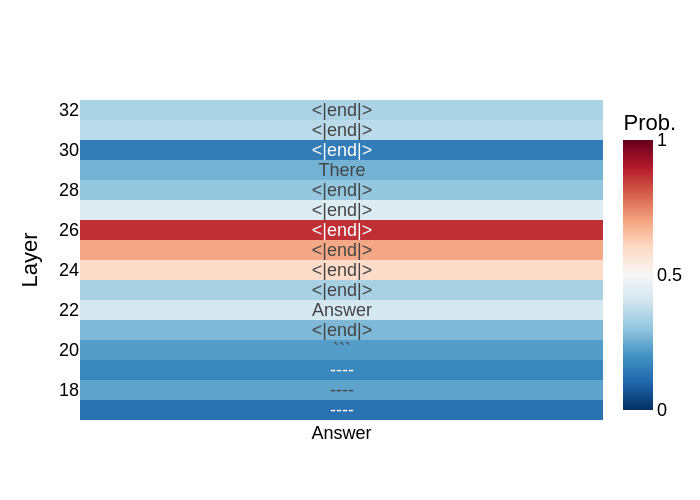 Prob.
32 <|end|>
<|end|>
30 <|end|>
There
28 <|end|>
<|end|>
26 <|end|>
<|end|>
24 <|end|>
<|end|>
22 Answer
<|end|>
20 ```
----
18 ----
----
Answer
Layer
1
0.5
0